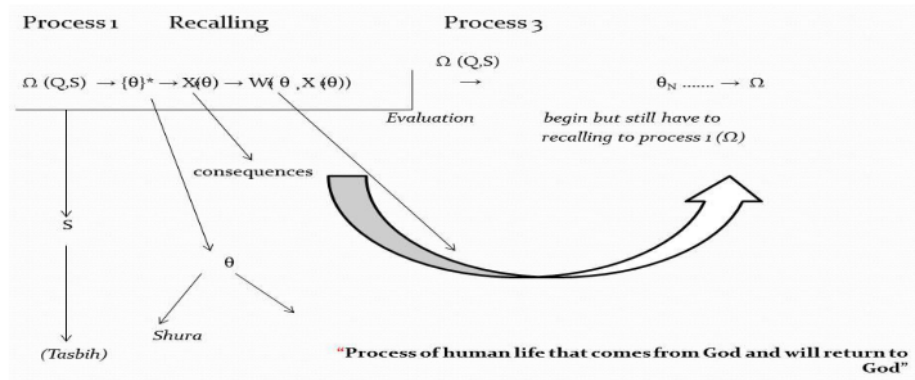 Process 1 Recalling Process 3
Ω (Q,S)
Ω (Q,S) → {θ}* → X(θ) → W( θ ,X (θ)) → θN ....... → Ω
Evaluation begin but still have to
recalling to process 1 (Ω)
consequences
S
θ
Shura
(Tasbih)
“Process of human life that comes from God and will return to
God”